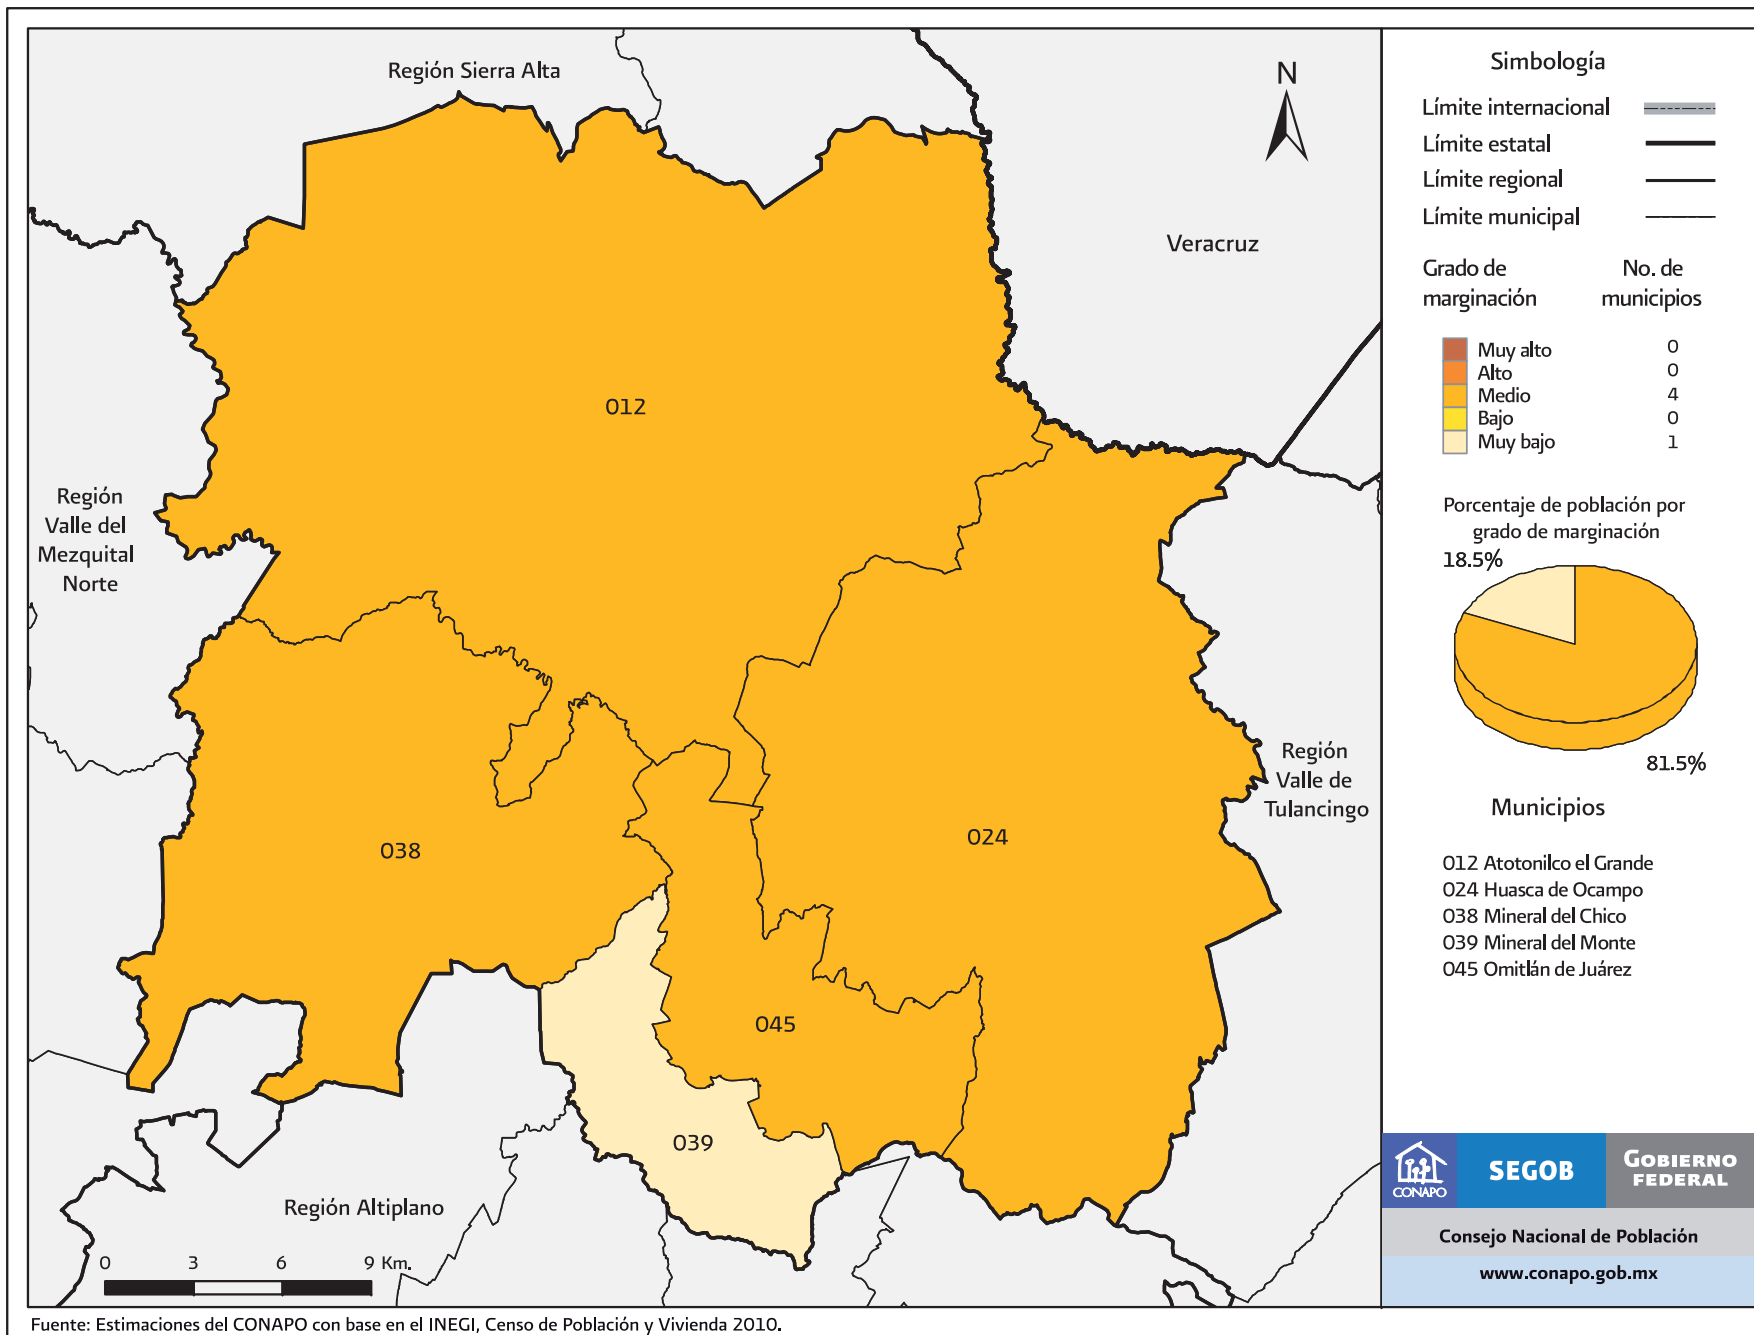 Región Sierra Alta
N
Veracruz
012
Región
Valle del
Mezquital
Norte
038
024
Región
Valle de
Tulancingo
045
039
Región Altiplano
0 3 6 9 Km.
Simbología
Límite internacional
Límite estatal
Límite regional
Límite municipal
Grado de marginación No. de municipios
Muy alto 0
Alto 0
Medio 4
Bajo 0
Muy bajo 1
Porcentaje de población por
grado de marginación
18.5%
81.5%
Municipios
012 Atotonilco el Grande
024 Huasca de Ocampo
038 Mineral del Chico
039 Mineral del Monte
045 Omitlán de Juárez
CONAPO
SEGOB
GOBIERNO
FEDERAL
Consejo Nacional de Población
www.conapo.gob.mx
Fuente: Estimaciones del CONAPO con base en el INEGI, Censo de Población y Vivienda 2010.